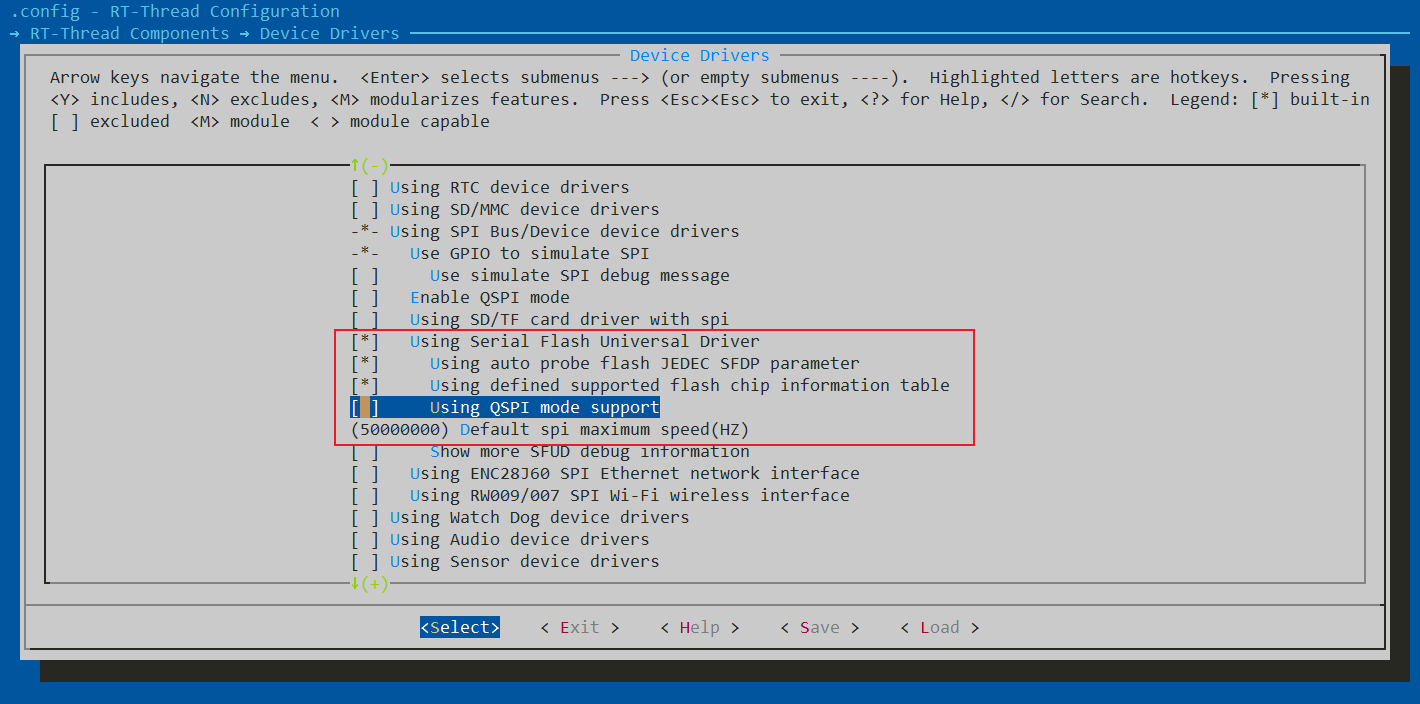 .config - RT-Thread Configuration
→ RT-Thread Components → Device Drivers
Device Drivers
Arrow keys navigate the menu.  <Enter> selects submenus ---> (or empty submenus ----).  Highlighted letters are hotkeys.  Pressing
<Y> includes, <N> excludes, <M> modularizes features.  Press <Esc><Esc> to exit, <?> for Help, </> for Search.  Legend: [*] built-in
[ ] excluded  <M> module  < > module capable
↑(-)
[ ] Using RTC device drivers
[ ] Using SD/MMC device drivers
-*- Using SPI Bus/Device device drivers
-*-   Use GPIO to simulate SPI
[ ]     Use simulate SPI debug message
[ ]   Enable QSPI mode
[ ]   Using SD/TF card driver with spi
[*]   Using Serial Flash Universal Driver
[*]     Using auto probe flash JEDEC SFDP parameter
[*]     Using defined supported flash chip information table
[ ]     Using QSPI mode support
(50000000) Default spi maximum speed(HZ)
[ ]     Show more SFUD debug information
[ ]   Using ENC28J60 SPI Ethernet network interface
[ ]   Using RW009/007 SPI Wi-Fi wireless interface
[ ] Using Watch Dog device drivers
[ ] Using Audio device drivers
[ ] Using Sensor device drivers
↓(+)
<Select>    < Exit >    < Help >    < Save >    < Load >